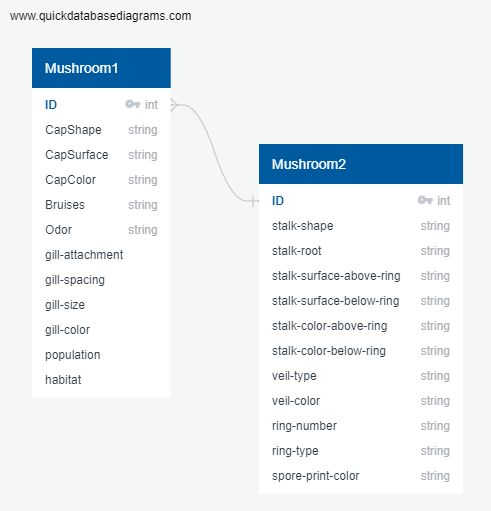 www.quickdatabasediagrams.com
Mushroom1
ID int
CapShape string
CapSurface string
CapColor string
Bruises string
Odor string
gill-attachment
gill-spacing
gill-size
gill-color
population
habitat
Mushroom2
ID int
stalk-shape string
stalk-root string
stalk-surface-above-ring string
stalk-surface-below-ring string
stalk-color-above-ring string
stalk-color-below-ring string
veil-type string
veil-color string
ring-number string
ring-type string
spore-print-color string